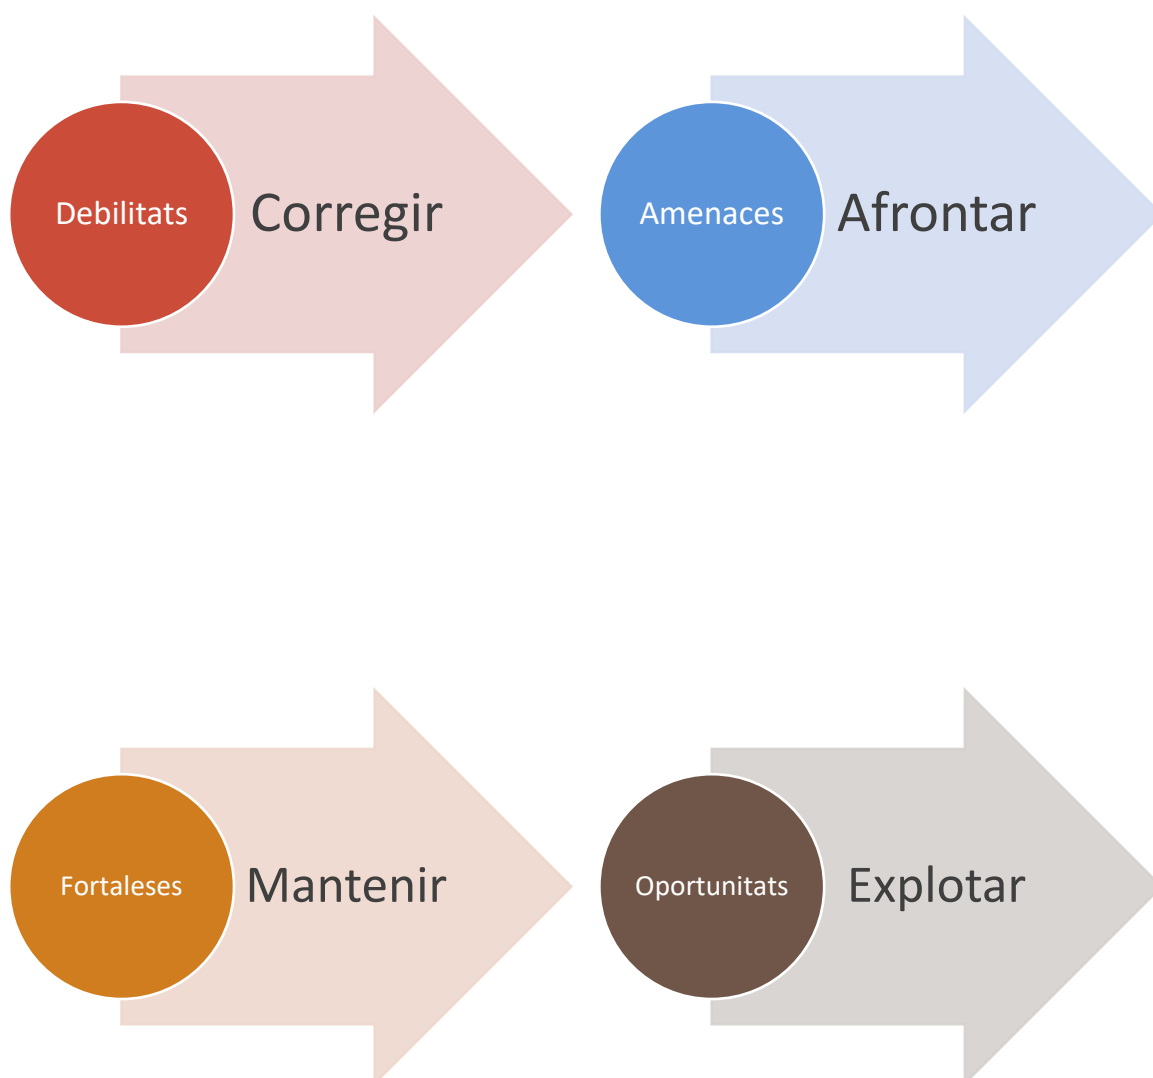 Debilitats
Corregir
Amenaces
Afrontar
Fortaleses
Mantenir
Oportunitats
Explotar